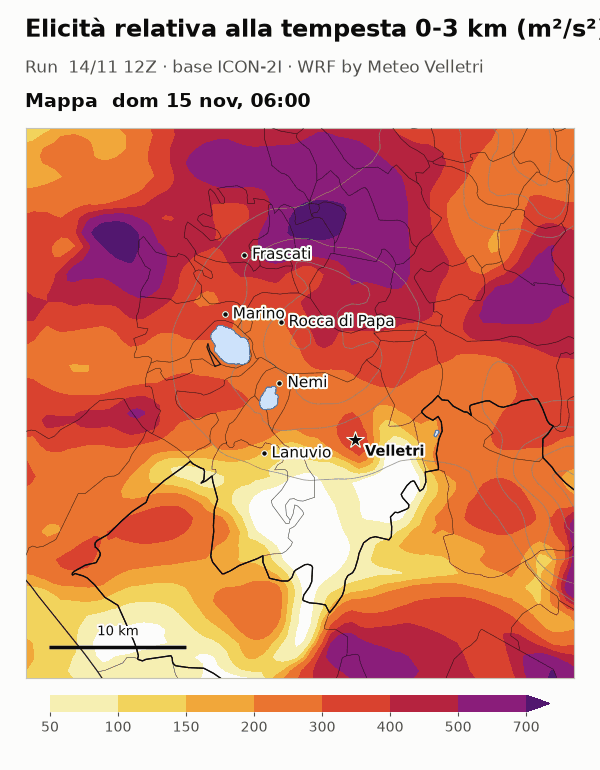 Elicità relativa alla tempesta 0-3 km (m²/s²)
Run 14/11 12Z · base ICON-2I · WRF by Meteo Velletri
Mappa dom 15 nov, 06:00
Frascati
Marino
Rocca di Papa
Nemi
Velletri
Lanuvio
10 km
50 100 150 200 300 400 500 700